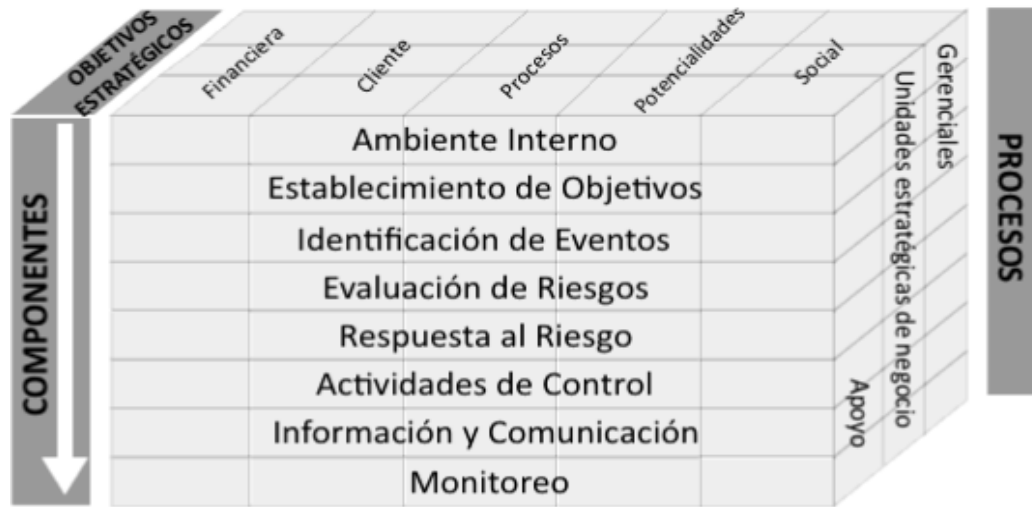 OBJETIVOS
ESTRATÉGICOS
Financiera
Cliente
Procesos
Potencialidades
Social
COMPONENTES
Ambiente Interno
Establecimiento de Objetivos
Identificación de Eventos
Evaluación de Riesgos
Respuesta al Riesgo
Actividades de Control
Información y Comunicación
Monitoreo
Apoyo
Unidades estratégicas de negocio
Gerenciales
PROCESOS